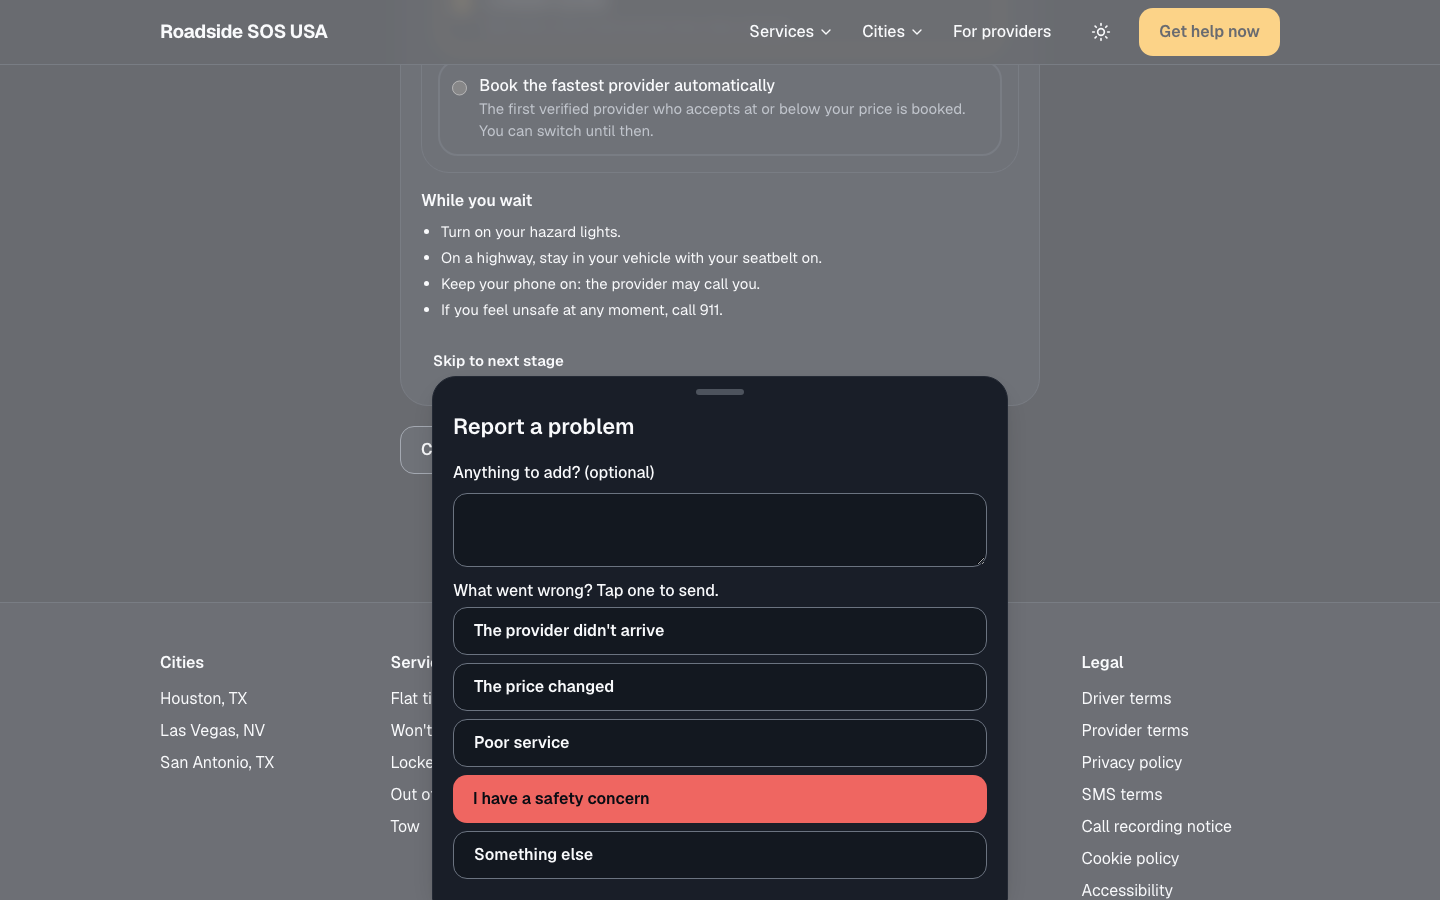 Roadside SOS USA
Services
Cities
For providers
Get help now
Book the fastest provider automatically
The first verified provider who accepts at or below your price is booked.
You can switch until then.
While you wait
Turn on your hazard lights.
On a highway, stay in your vehicle with your seatbelt on.
Keep your phone on: the provider may call you.
If you feel unsafe at any moment, call 911.
Skip to next stage
Report a problem
Anything to add? (optional)
What went wrong? Tap one to send.
The provider didn't arrive
The price changed
Poor service
I have a safety concern
Something else
Cities
Houston, TX
Las Vegas, NV
San Antonio, TX
Servi
Flat ti
Won't
Locke
Out o
Tow
Legal
Driver terms
Provider terms
Privacy policy
SMS terms
Call recording notice
Cookie policy
Accessibility